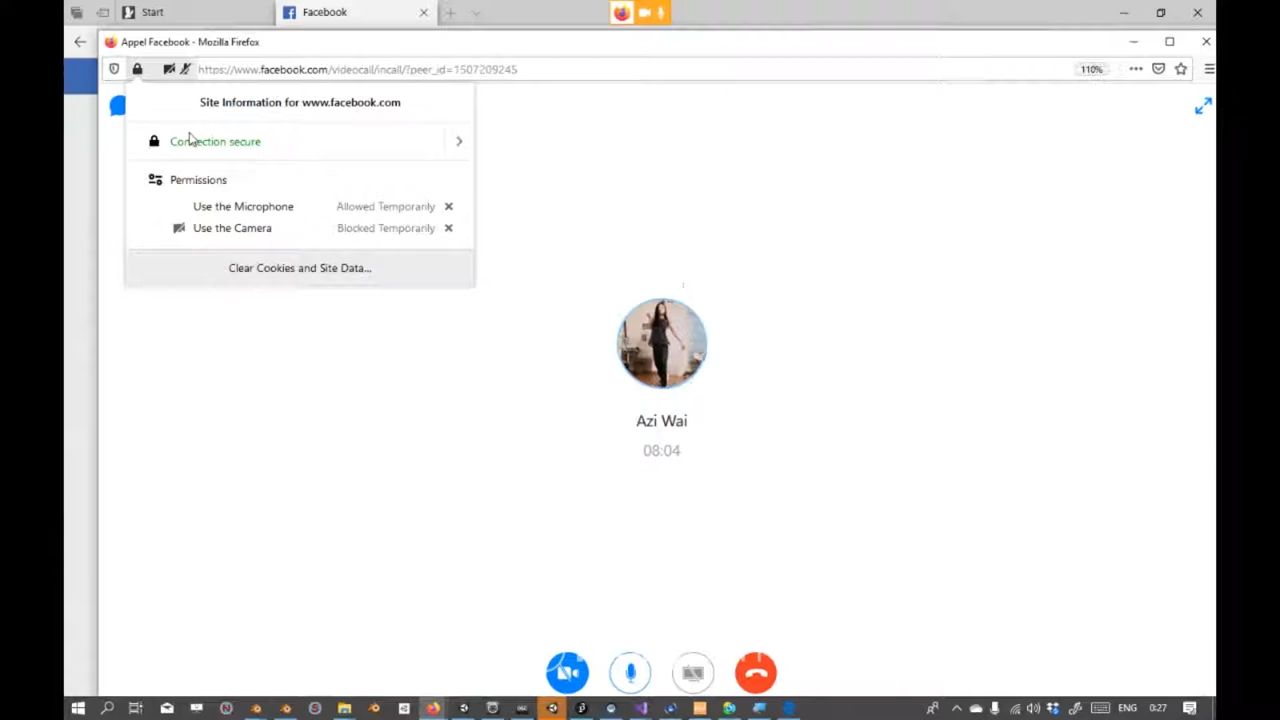 Start
Facebook
Appel Facebook - Mozilla Firefox
https://www.facebook.com/videocall/incall/?peer_id=1507209245
110%
Site Information for www.facebook.com
Connection secure
Permissions
Use the Microphone Allowed Temporarily
Use the Camera Blocked Temporarily
Clear Cookies and Site Data...
Azi Wai
08:04
ENG 0:27